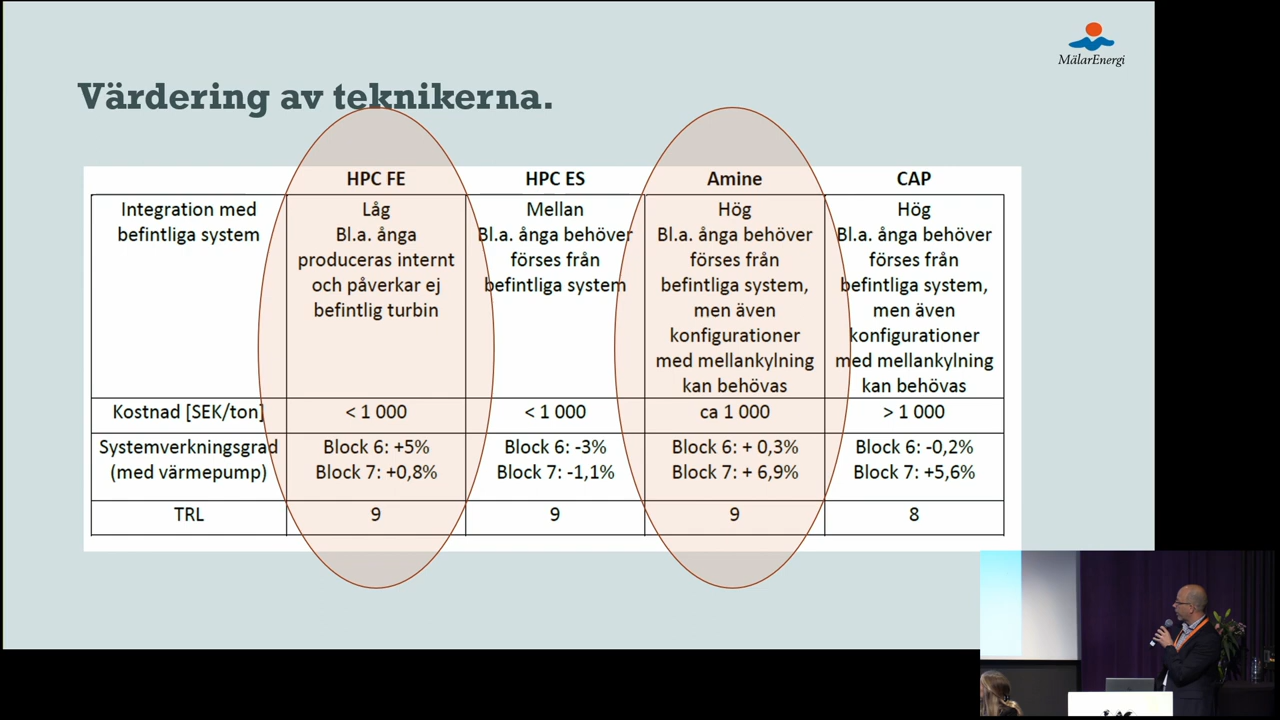 MälarEnergi
Värdering av teknikerna.
HPC FE HPC ES Amine CAP
Integration med
befintliga system
Låg
Bl.a. ånga
produceras internt
och påverkar ej
befintlig turbin
Mellan
Bl.a. ånga behöver
förses från
befintliga system
Hög
Bl.a. ånga behöver
förses från
befintliga system,
men även
konfigurationer
med mellankylning
kan behövas
Hög
Bl.a. ånga behöver
förses från
befintliga system,
men även
konfigurationer
med mellankylning
kan behövas
Kostnad [SEK/ton] < 1 000 < 1 000 ca 1 000 > 1 000
Systemverkningsgrad
(med värmepump)
Block 6: +5%
Block 7: +0,8%
Block 6: -3%
Block 7: -1,1%
Block 6: + 0,3%
Block 7: + 6,9%
Block 6: -0,2%
Block 7: +5,6%
TRL 9 9 9 8